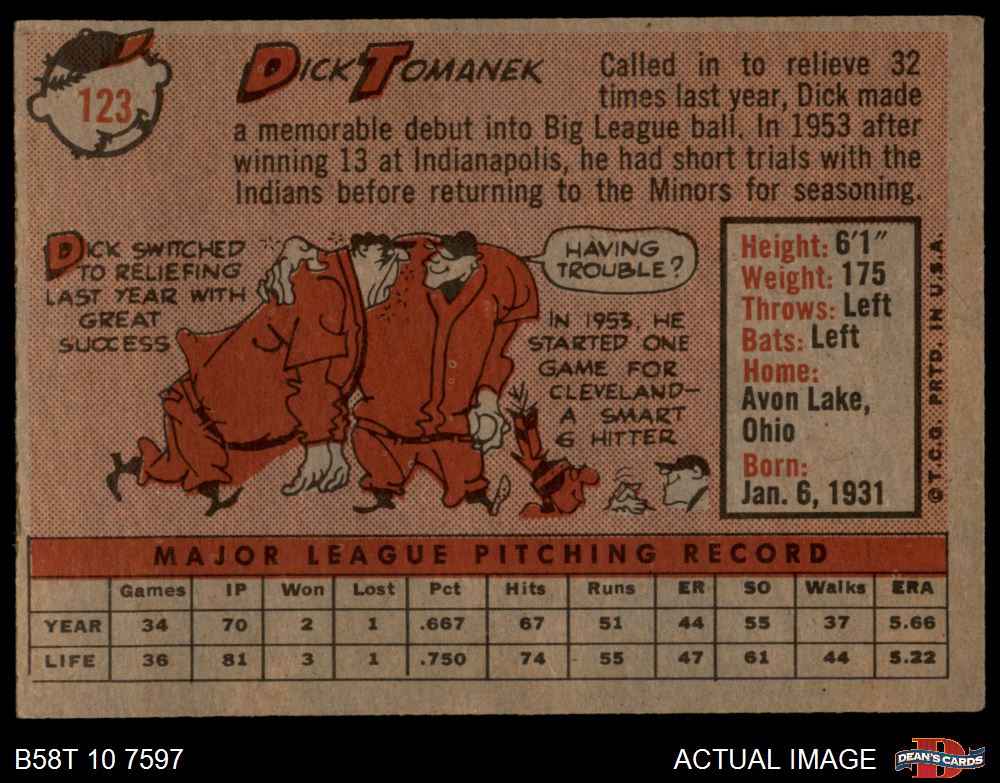 123
DICK TOMANEK
Called in to relieve 32
times last year, Dick made
a memorable debut into Big League ball. In 1953 after
winning 13 at Indianapolis, he had short trials with the
Indians before returning to the Minors for seasoning.
DICK SWITCHED
TO RELIEFING
LAST YEAR WITH
GREAT
SUCCESS
HAVING
TROUBLE?
IN 1953, HE
STARTED ONE
GAME FOR
CLEVELAND—
A SMART
6 HITTER
Height: 6'1"
Weight: 175
Throws: Left
Bats: Left
Home:
Avon Lake,
Ohio
Born:
Jan. 6, 1931
©T.C.G. PRTD. IN U.S.A.
MAJOR LEAGUE PITCHING RECORD
Games IP Won Lost Pct Hits Runs ER SO Walks ERA
YEAR 34 70 2 1 .667 67 51 44 55 37 5.66
LIFE 36 81 3 1 .750 74 55 47 61 44 5.22
B58T 10 7597
ACTUAL IMAGE
D
DEAN'S CARDS